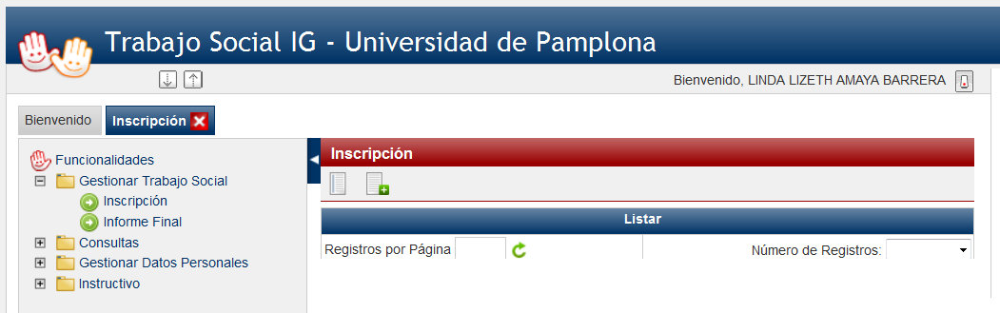 Trabajo Social IG - Universidad de Pamplona
Bienvenido, LINDA LIZETH AMAYA BARRERA
Bienvenido
Inscripción
Funcionalidades
Gestionar Trabajo Social
Inscripción
Informe Final
Consultas
Gestionar Datos Personales
Instructivo
Inscripción
Listar
Registros por Página
Número de Registros: